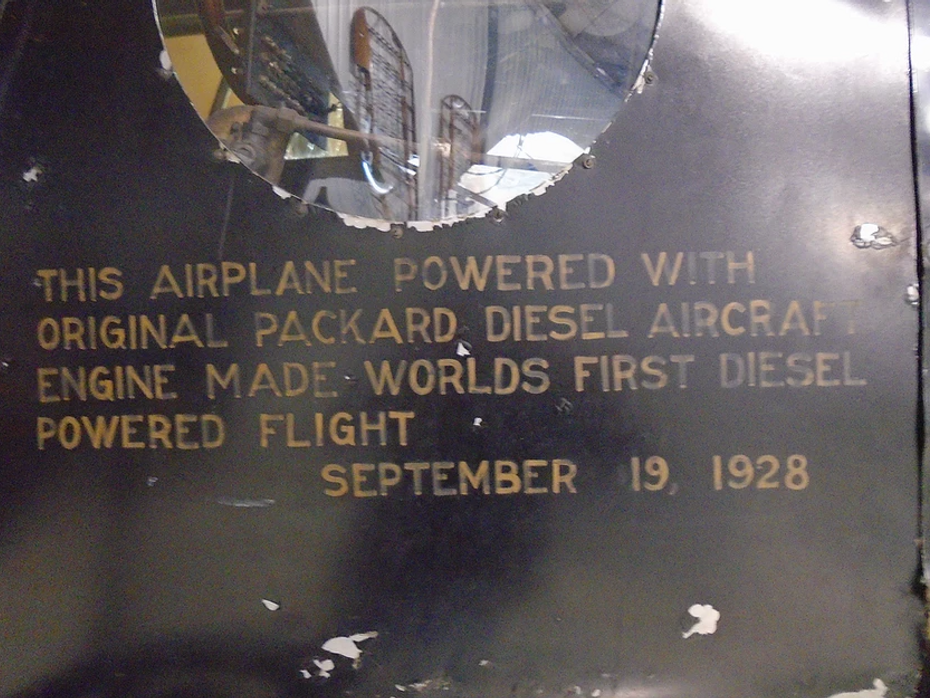 THIS AIRPLANE POWERED WITH
ORIGINAL PACKARD DIESEL AIRCRAFT
ENGINE MADE WORLDS FIRST DIESEL
POWERED FLIGHT
SEPTEMBER 19, 1928